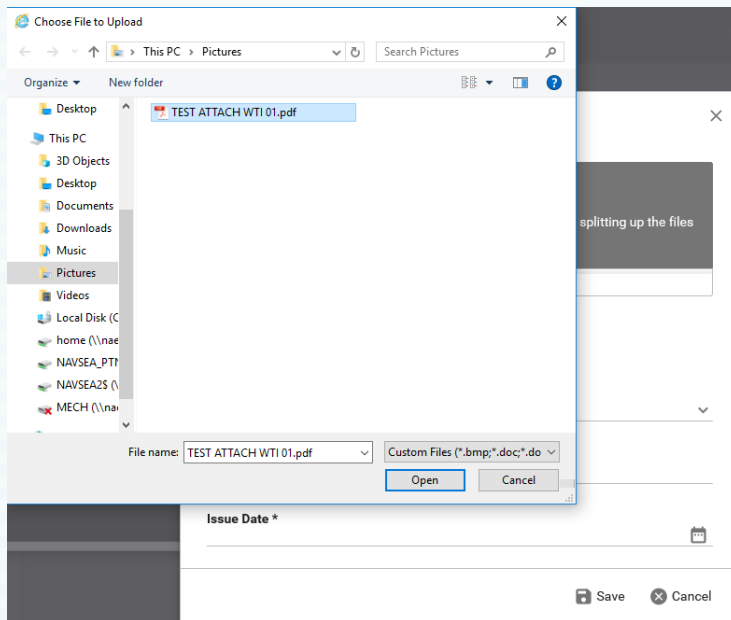 Choose File to Upload
This PC > Pictures
Search Pictures
Organize
New folder
Desktop
TEST ATTACH WTI 01.pdf
This PC
3D Objects
Desktop
Documents
Downloads
Music
Pictures
Videos
Local Disk (C
home (\\nae
NAVSEA_PTN
NAVSEA2$ (\
MECH (\\na
splitting up the files
File name: TEST ATTACH WTI 01.pdf
Custom Files (*.bmp;*.doc;*.do
Open
Cancel
Issue Date *
Save
Cancel